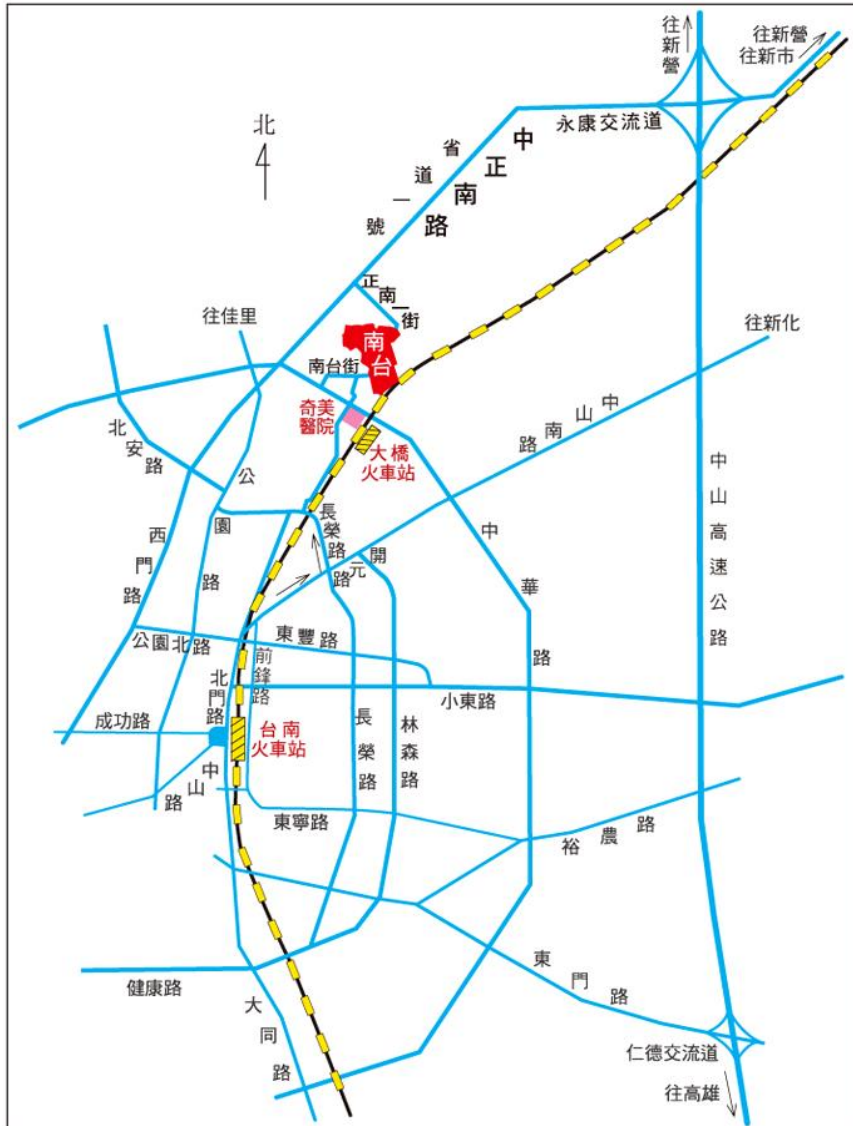 往新營
往新營
往新市
永康交流道
北
省道一號
中正南路
正南一街
往佳里
南台
南台街
往新化
奇美
醫院
大橋
火車站
中山南路
北安路
公園路
西門路
長榮路
開元路
中華路
中山高速公路
公園北路
東豐路
前鋒路
北門路
小東路
成功路
台南
火車站
長榮路
林森路
中山路
東寧路
裕農路
東門路
健康路
大同路
仁德交流道
往高雄